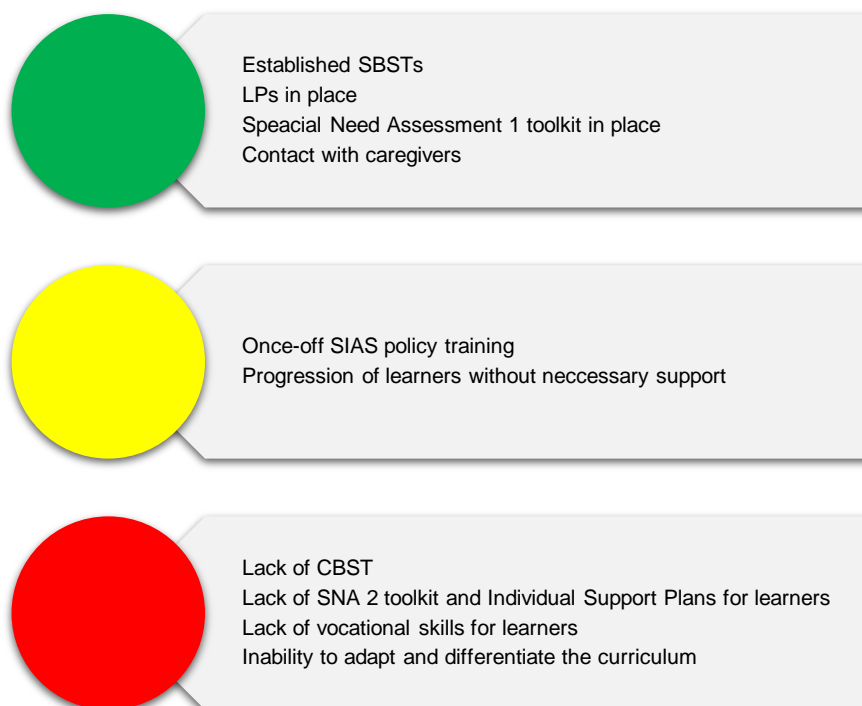 Established SBSTs
LPs in place
Speacial Need Assessment 1 toolkit in place
Contact with caregivers
Once-off SIAS policy training
Progression of learners without neccessary support
Lack of CBST
Lack of SNA 2 toolkit and Individual Support Plans for learners
Lack of vocational skills for learners
Inability to adapt and differentiate the curriculum